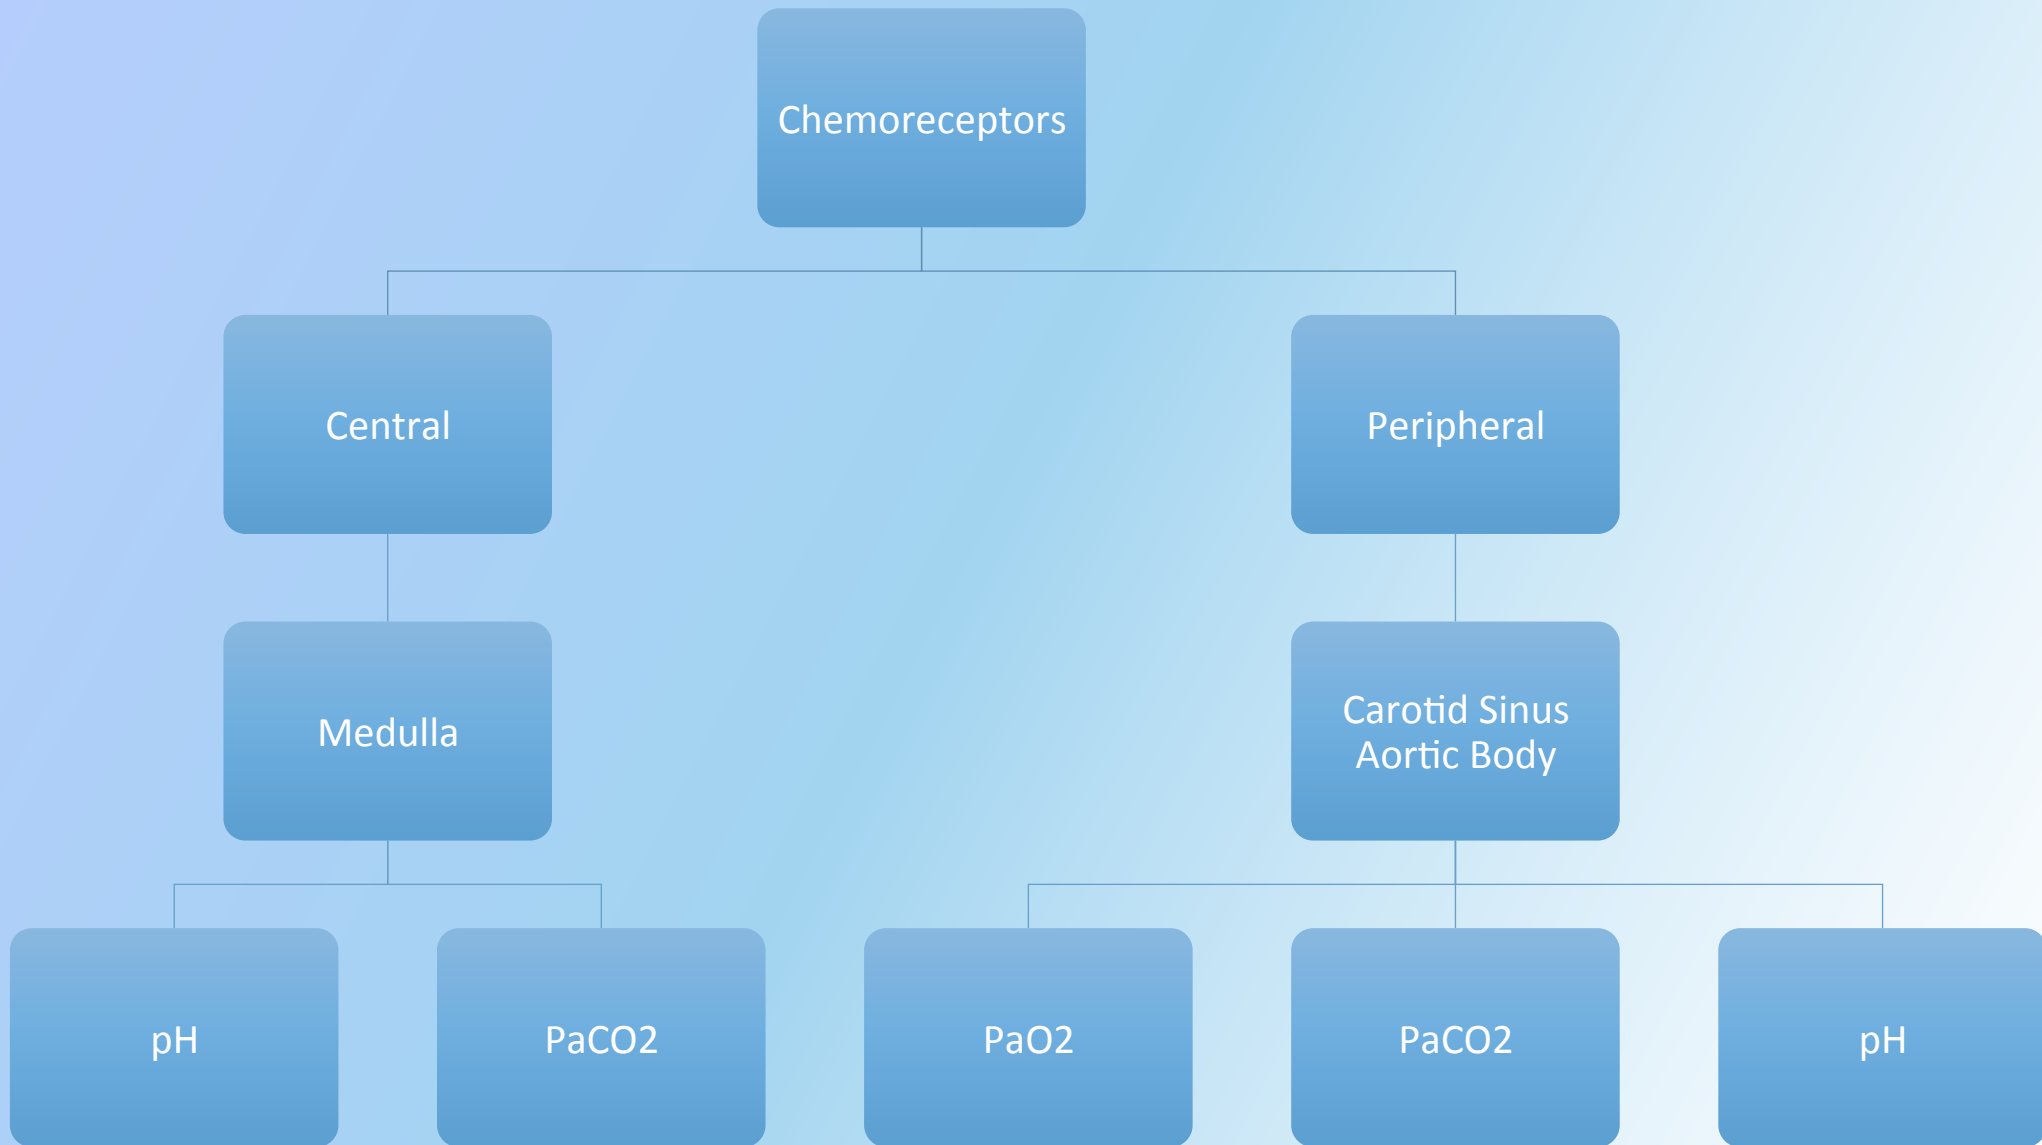 Chemoreceptors
Central
Peripheral
Medulla
Carotid Sinus
Aortic Body
pH
PaCO2
PaO2
PaCO2
pH